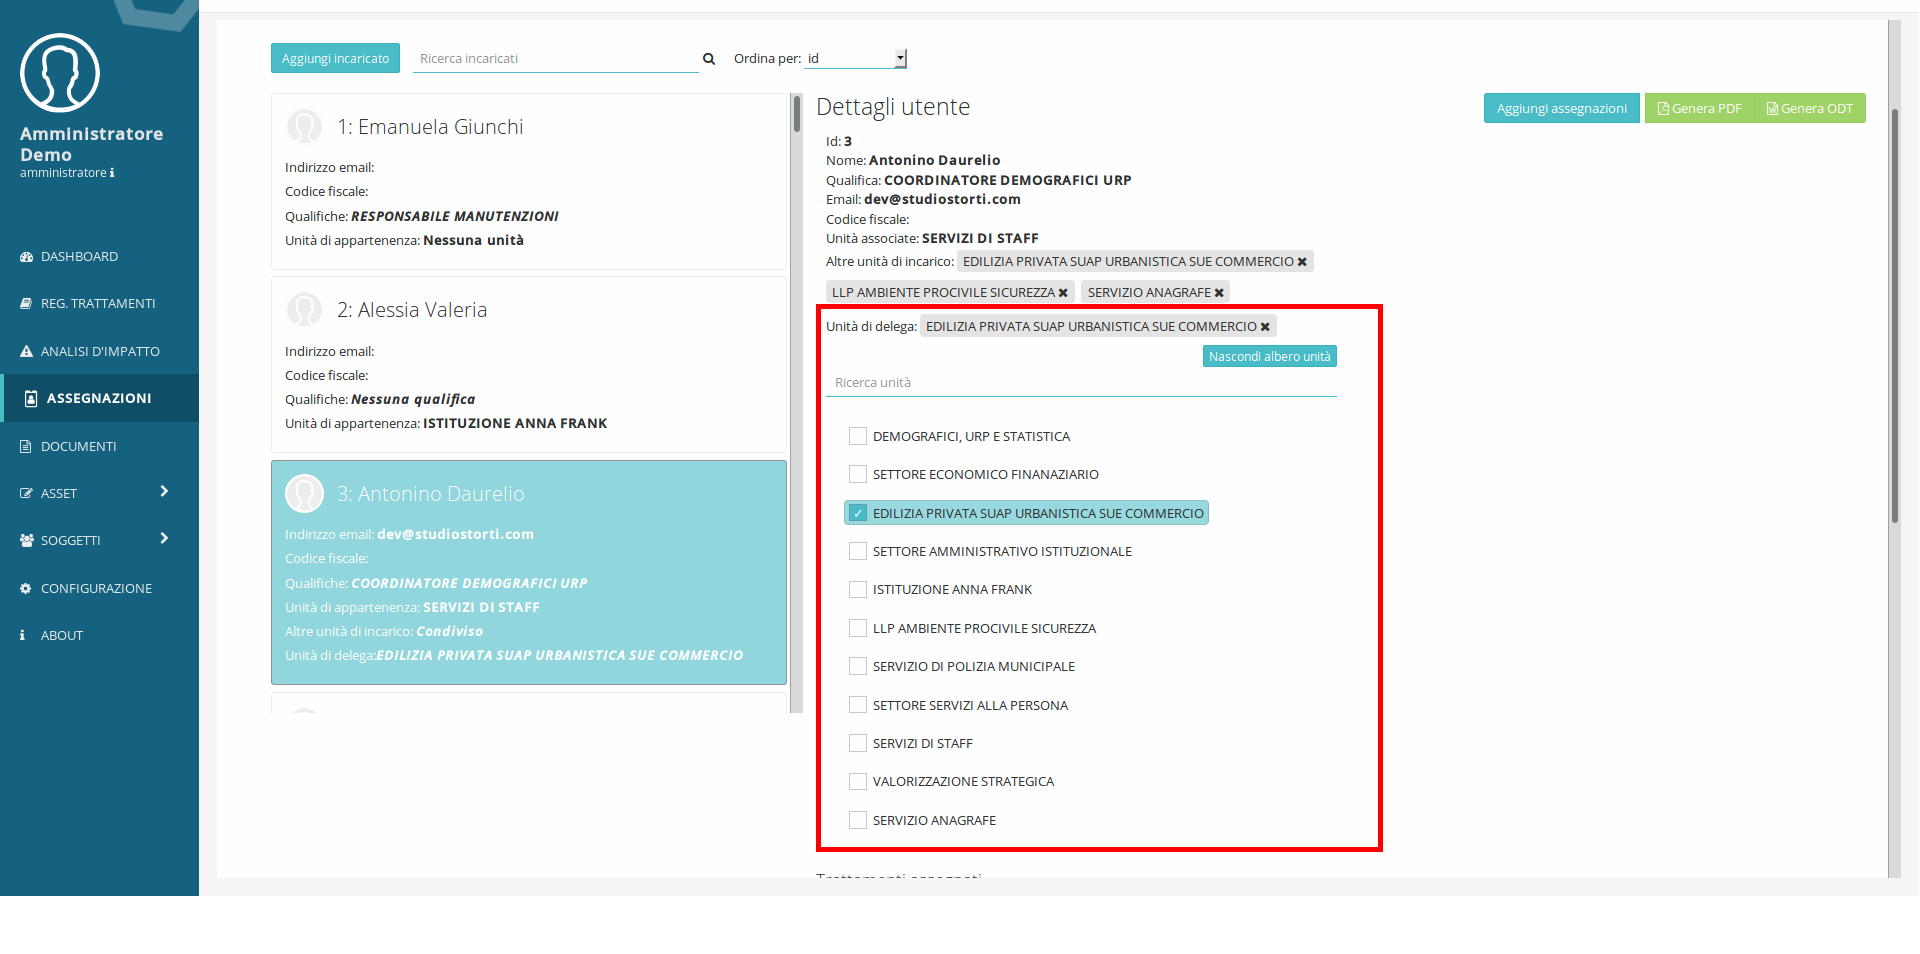 Amministratore
Demo
amministratore
DASHBOARD
REG. TRATTAMENTI
ANALISI D'IMPATTO
ASSEGNAZIONI
DOCUMENTI
ASSET
SOGGETTI
CONFIGURAZIONE
ABOUT
Aggiungi incaricato
Ricerca incaricati
Ordina per: id
1: Emanuela Giunchi
Indirizzo email:
Codice fiscale:
Qualifiche: RESPONSABILE MANUTENZIONI
Unità di appartenenza: Nessuna unità
2: Alessia Valeria
Indirizzo email:
Codice fiscale:
Qualifiche: Nessuna qualifica
Unità di appartenenza: ISTITUZIONE ANNA FRANK
3: Antonino Daurelio
Indirizzo email: dev@studiostorti.com
Codice fiscale:
Qualifiche: COORDINATORE DEMOGRAFICI URP
Unità di appartenenza: SERVIZI DI STAFF
Altre unità di incarico: Condiviso
Unità di delega:EDILIZIA PRIVATA SUAP URBANISTICA SUE COMMERCIO
Dettagli utente
Aggiungi assegnazioni
Genera PDF
Genera ODT
Id: 3
Nome: Antonino Daurelio
Qualifica: COORDINATORE DEMOGRAFICI URP
Email: dev@studiostorti.com
Codice fiscale:
Unità associate: SERVIZI DI STAFF
Altre unità di incarico: EDILIZIA PRIVATA SUAP URBANISTICA SUE COMMERCIO ✖
LLP AMBIENTE PROCIVILE SICUREZZA ✖ SERVIZIO ANAGRAFE ✖
Unità di delega: EDILIZIA PRIVATA SUAP URBANISTICA SUE COMMERCIO ✖
Nascondi albero unità
Ricerca unità
DEMOGRAFICI, URP E STATISTICA
SETTORE ECONOMICO FINANAZIARIO
EDILIZIA PRIVATA SUAP URBANISTICA SUE COMMERCIO
SETTORE AMMINISTRATIVO ISTITUZIONALE
ISTITUZIONE ANNA FRANK
LLP AMBIENTE PROCIVILE SICUREZZA
SERVIZIO DI POLIZIA MUNICIPALE
SETTORE SERVIZI ALLA PERSONA
SERVIZI DI STAFF
VALORIZZAZIONE STRATEGICA
SERVIZIO ANAGRAFE
Trattamenti assegnati